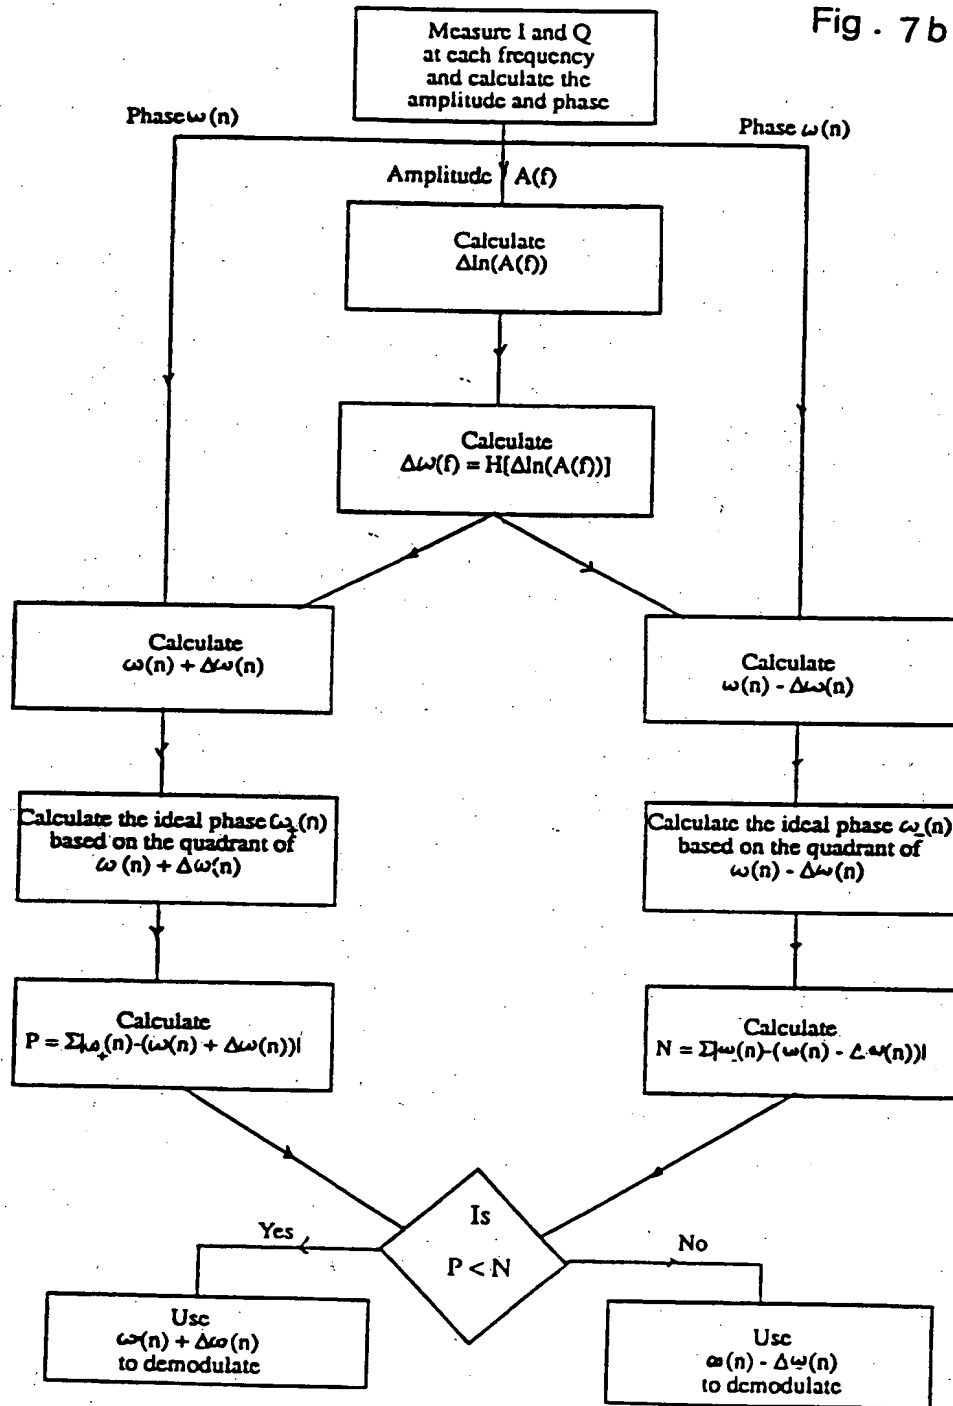 Fig. 7b
Measure I and Q
at each frequency
and calculate the
amplitude and phase
Phase ω(n)
Phase ω(n)
Amplitude A(f)
Calculate
Δln(A(f))
Calculate
Δω(f) = H[Δln(A(f))]
Calculate
ω(n) + Δω(n)
Calculate
ω(n) - Δω(n)
Calculate the ideal phase ω₊(n)
based on the quadrant of
ω(n) + Δω(n)
Calculate the ideal phase ω₋(n)
based on the quadrant of
ω(n) - Δω(n)
Calculate
P = Σ|ω₊(n)-(ω(n) + Δω(n))|
Calculate
N = Σ|ω₋(n)-(ω(n) - Δω(n))|
Is
P < N
Yes
No
Use
ω(n) + Δω(n)
to demodulate
Use
ω(n) - Δω(n)
to demodulate